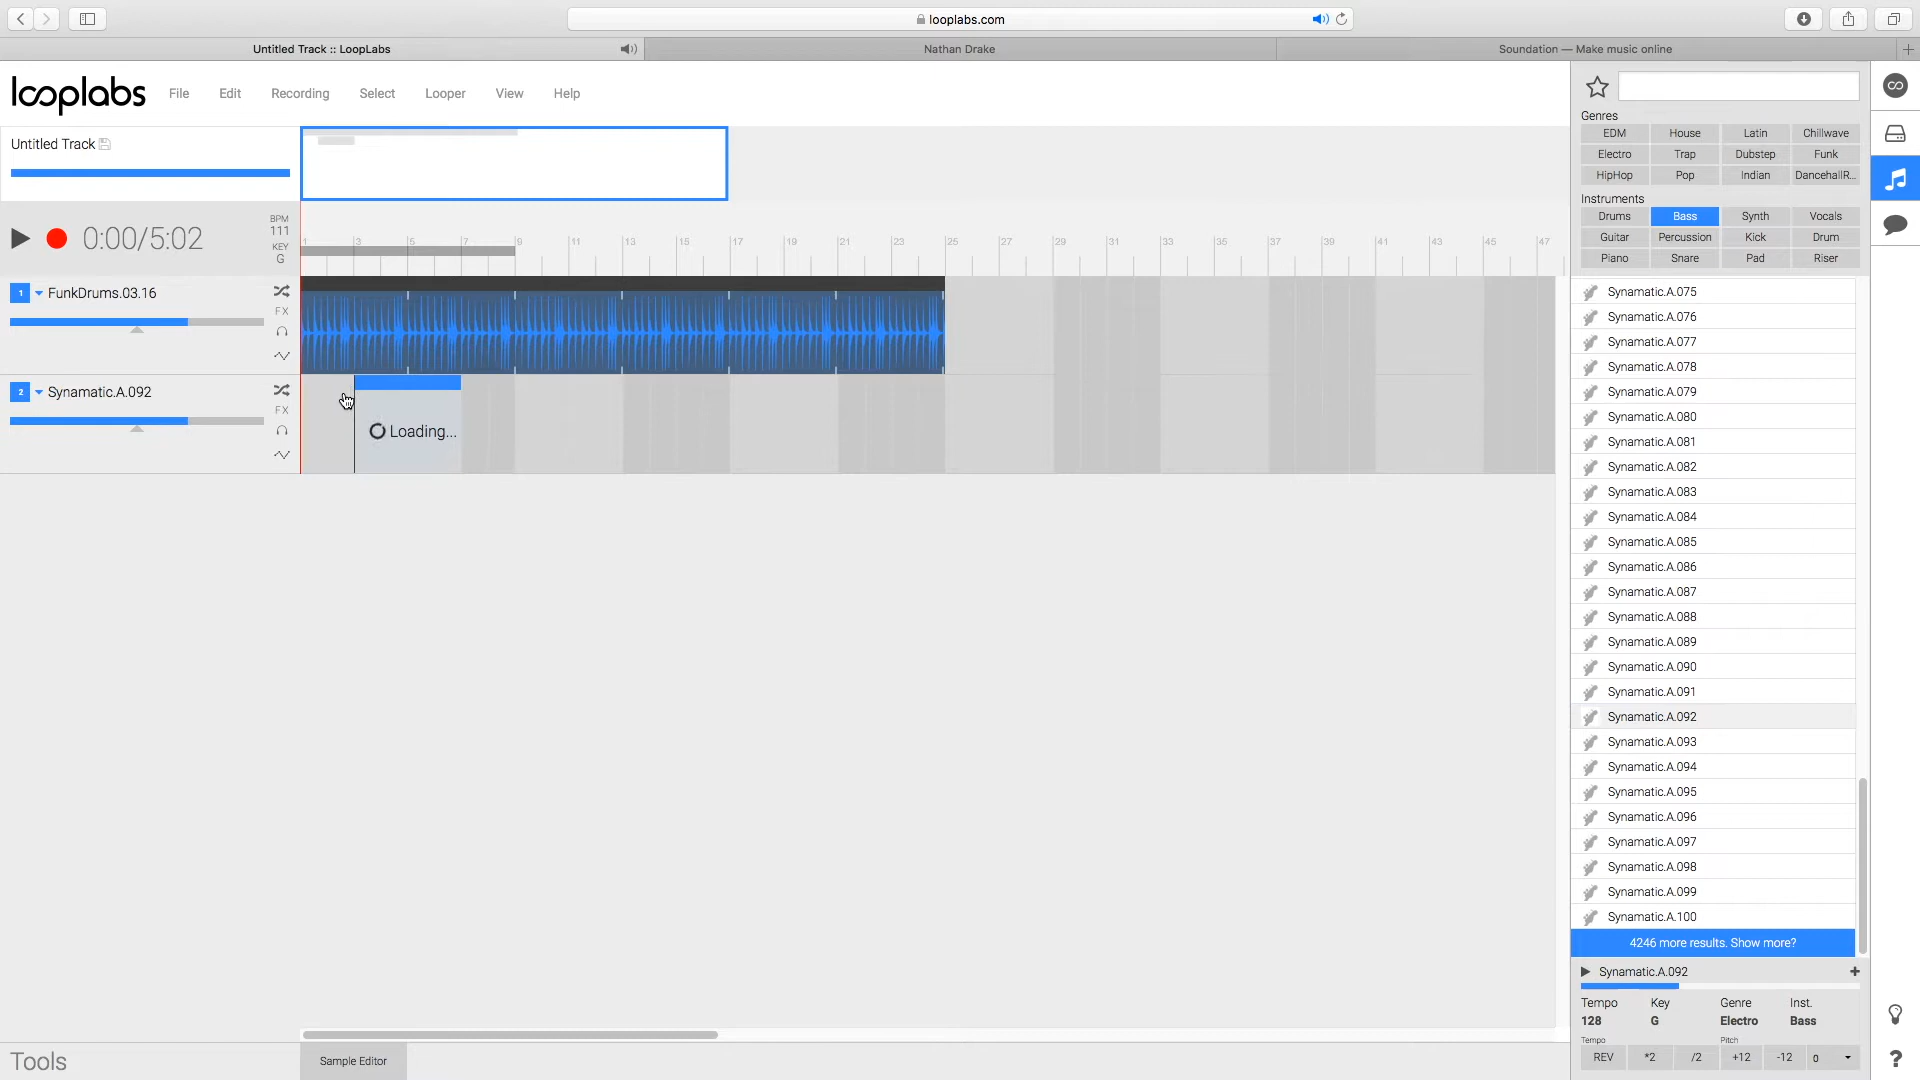 looplabs.com
Untitled Track :: LoopLabs
Nathan Drake
Soundation — Make music online
looplabs
File Edit Recording Select Looper View Help
Untitled Track
0:00/5:02
BPM
111
KEY
G
1 3 5 7 9 11 13 15 17 19 21 23 25 27 29 31 33 35 37 39 41 43 45 47
1 FunkDrums.03.16
FX
2 Synamatic.A.092
FX
Loading...
Genres
EDM House Latin Chillwave
Electro Trap Dubstep Funk
HipHop Pop Indian DancehallR...
Instruments
Drums Bass Synth Vocals
Guitar Percussion Kick Drum
Piano Snare Pad Riser
Synamatic.A.075
Synamatic.A.076
Synamatic.A.077
Synamatic.A.078
Synamatic.A.079
Synamatic.A.080
Synamatic.A.081
Synamatic.A.082
Synamatic.A.083
Synamatic.A.084
Synamatic.A.085
Synamatic.A.086
Synamatic.A.087
Synamatic.A.088
Synamatic.A.089
Synamatic.A.090
Synamatic.A.091
Synamatic.A.092
Synamatic.A.093
Synamatic.A.094
Synamatic.A.095
Synamatic.A.096
Synamatic.A.097
Synamatic.A.098
Synamatic.A.099
Synamatic.A.100
4246 more results. Show more?
Synamatic.A.092 +
Tempo Key Genre Inst.
128 G Electro Bass
Tempo Pitch
REV *2 /2 +12 -12 0
Tools
Sample Editor
?